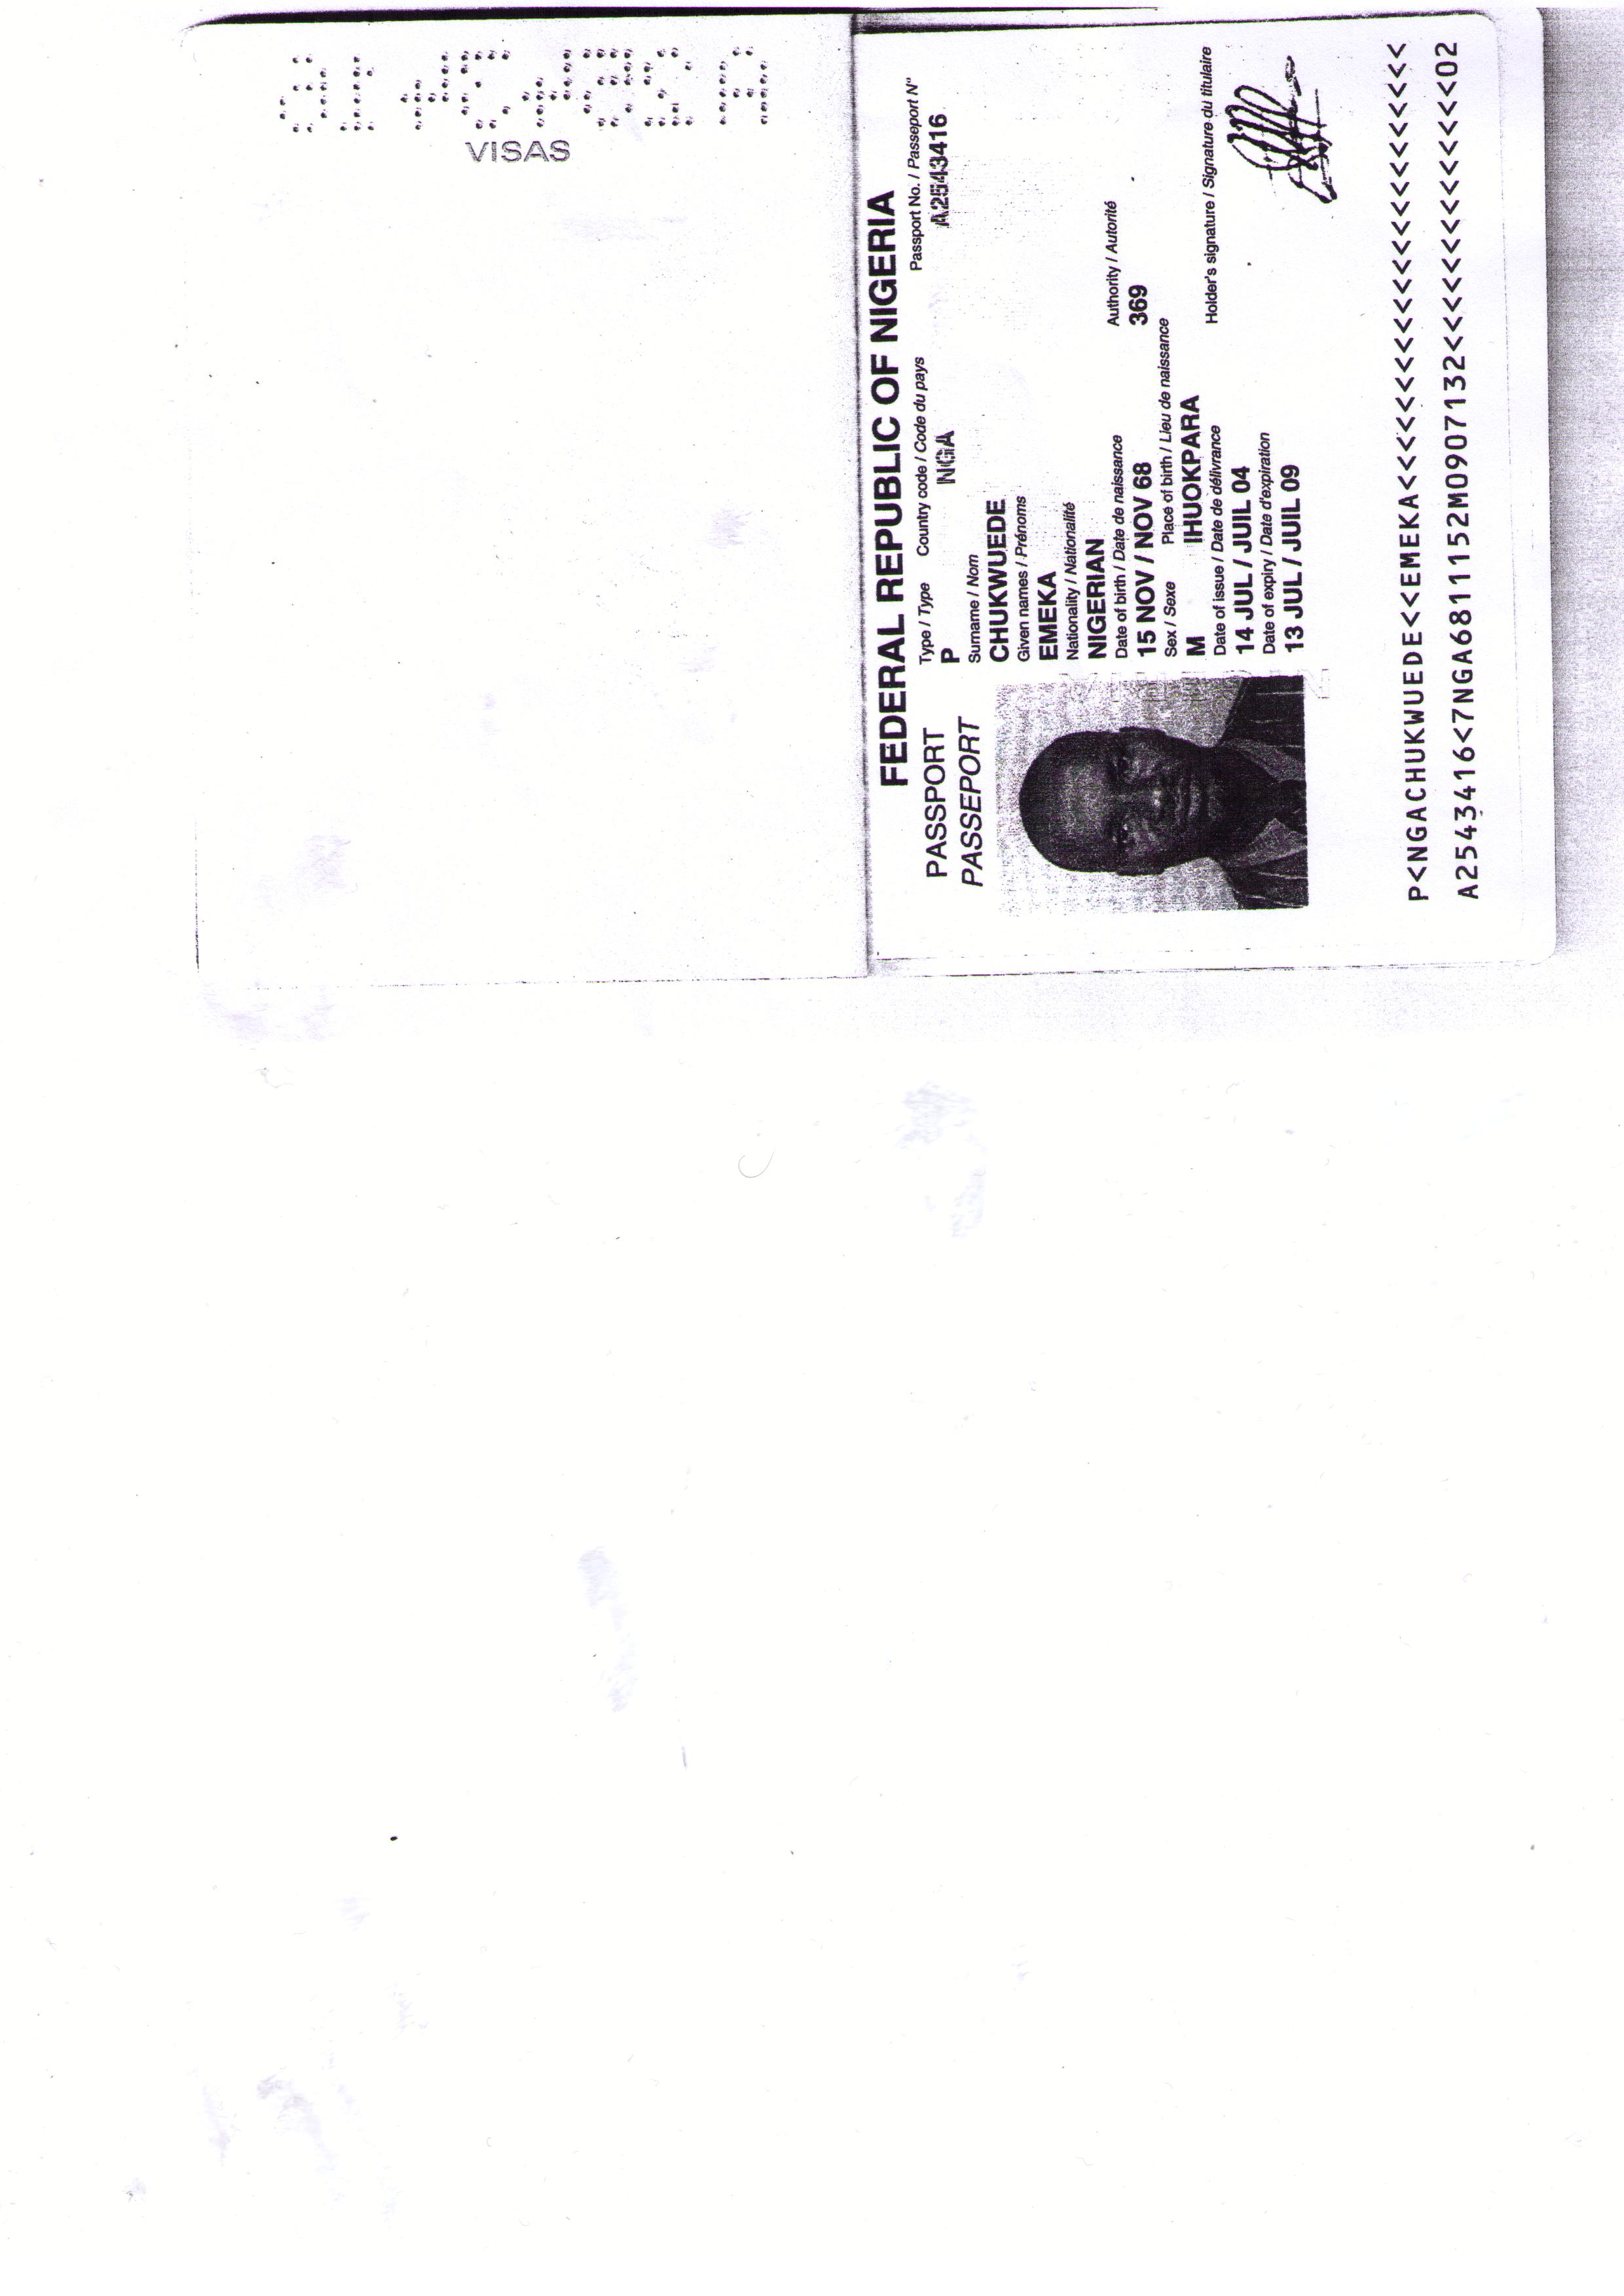 VISAS
FEDERAL REPUBLIC OF NIGERIA
PASSPORT
PASSEPORT
Type / Type Country code / Code du pays Passport No. / Passeport N°
P NGA A2543416
Surname / Nom
CHUKWUEDE
Given names / Prénoms
EMEKA
Nationality / Nationalité
NIGERIAN
Date of birth / Date de naissance Authority / Autorité
15 NOV / NOV 68 369
Sex / Sexe Place of birth / Lieu de naissance
M IHUOKPARA
Date of issue / Date de délivrance Holder's signature / Signature du titulaire
14 JUL / JUIL 04
Date of expiry / Date d'expiration
13 JUL / JUIL 09
P<NGACHUKWUEDE<<EMEKA<<<<<<<<<<<<<<<<<<<<<<<
A2543416<7NGA6811152M0907132<<<<<<<<<<<<<<02